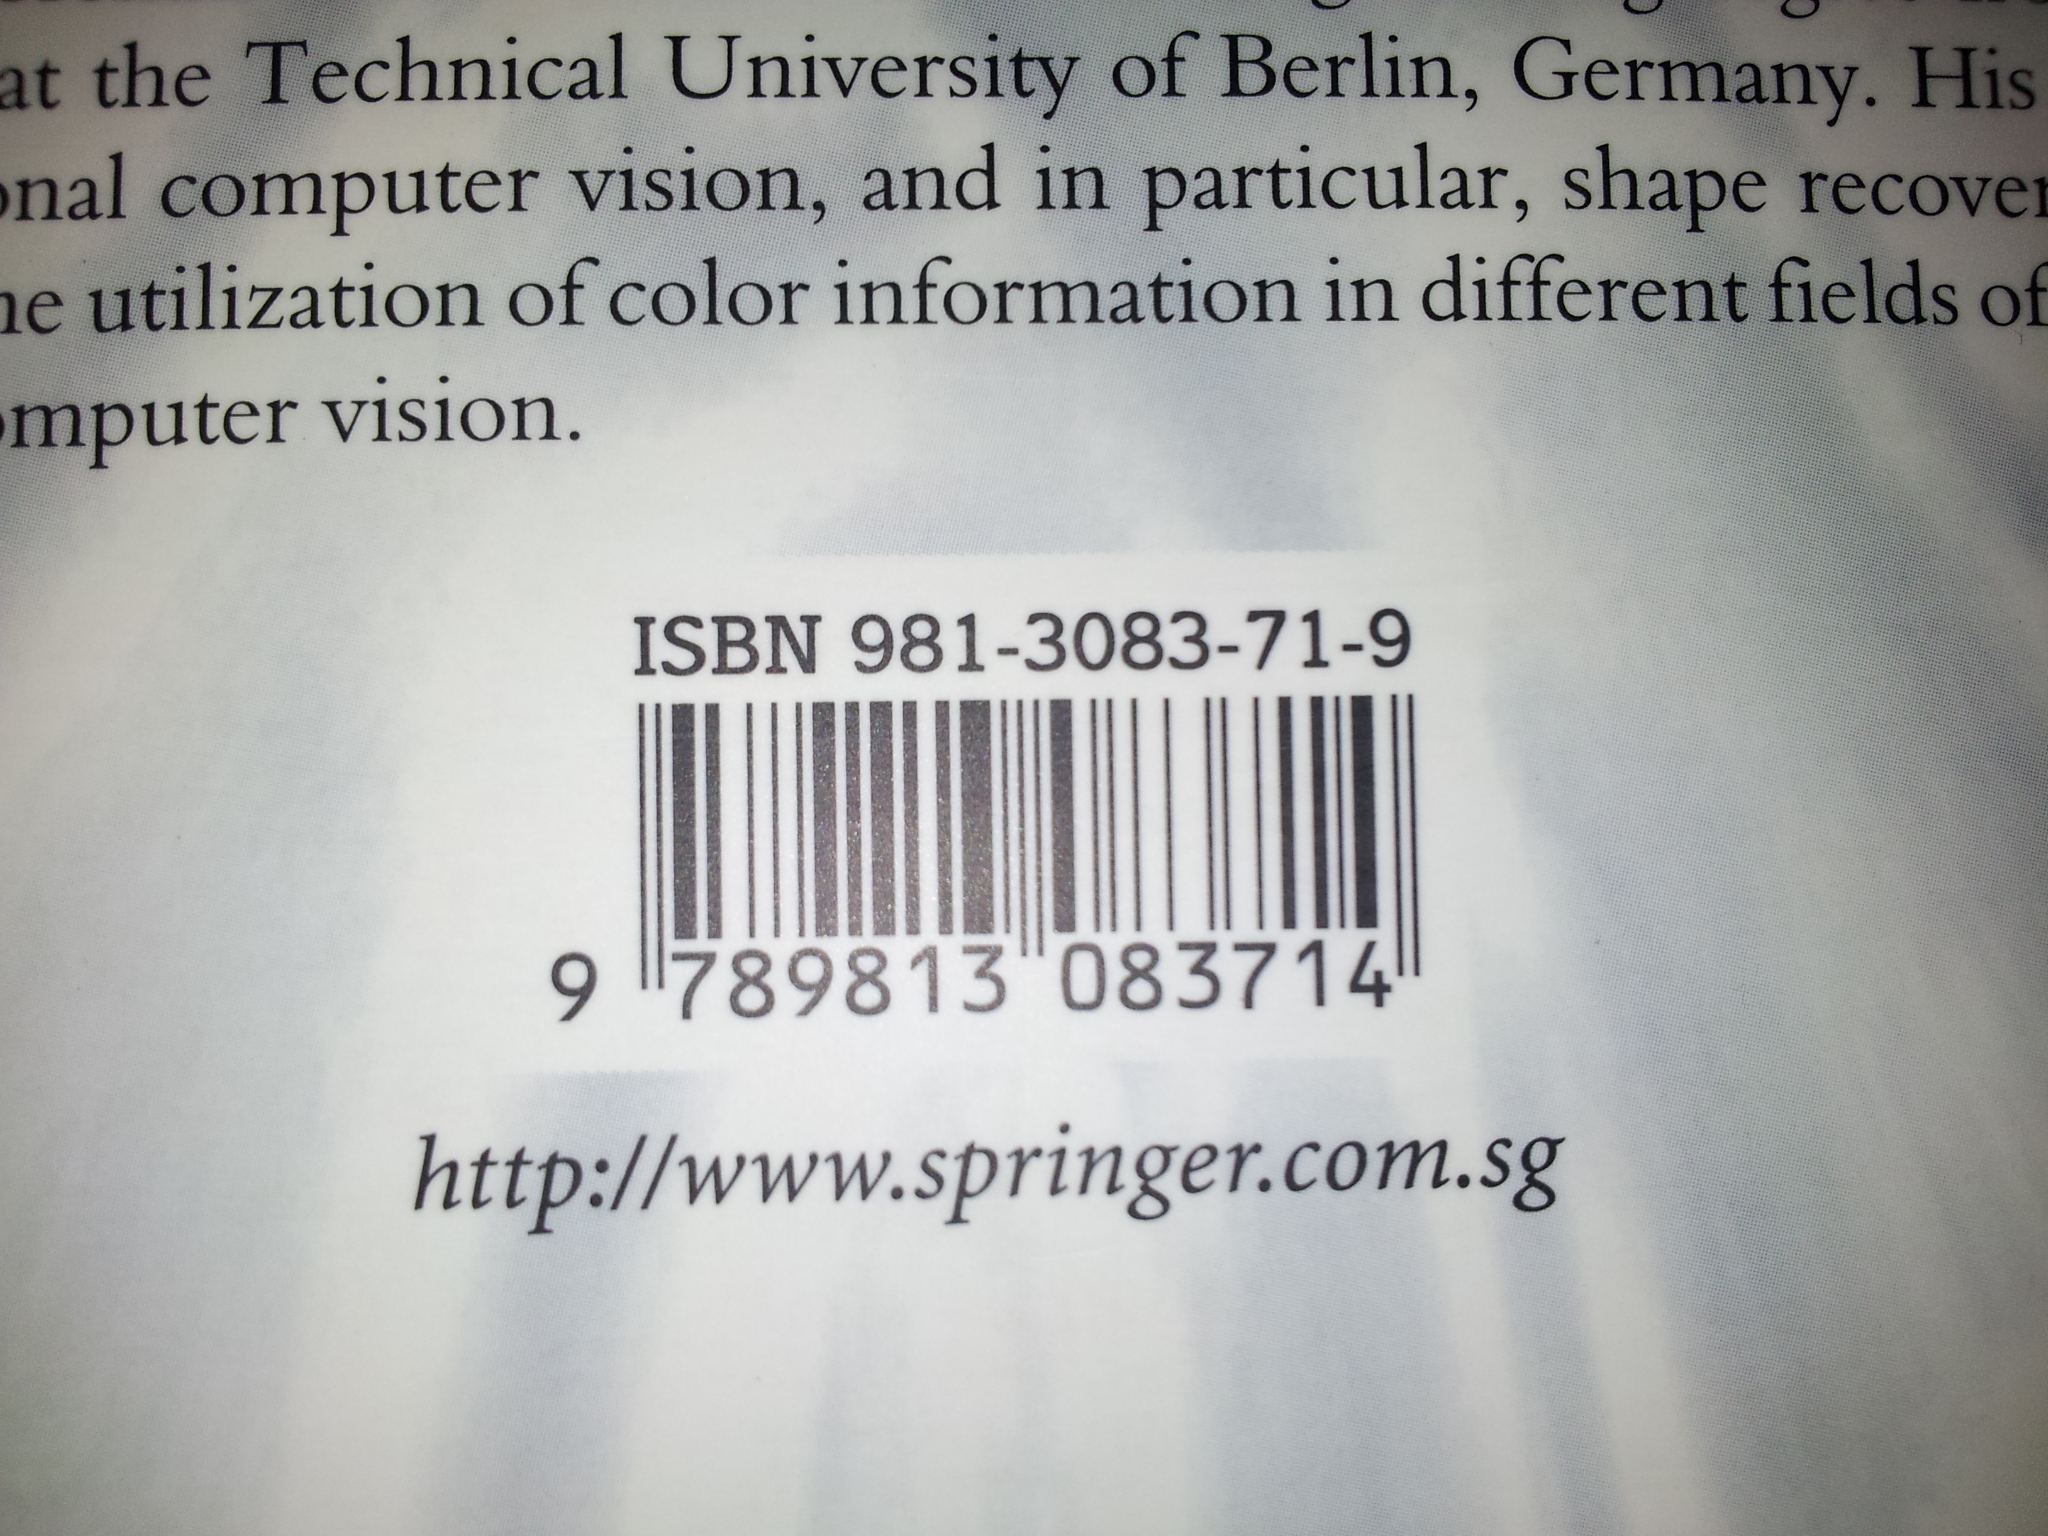 at the Technical University of Berlin, Germany. His
onal computer vision, and in particular, shape recover
he utilization of color information in different fields of
omputer vision.
ISBN 981-3083-71-9
9 789813 083714
http://www.springer.com.sg